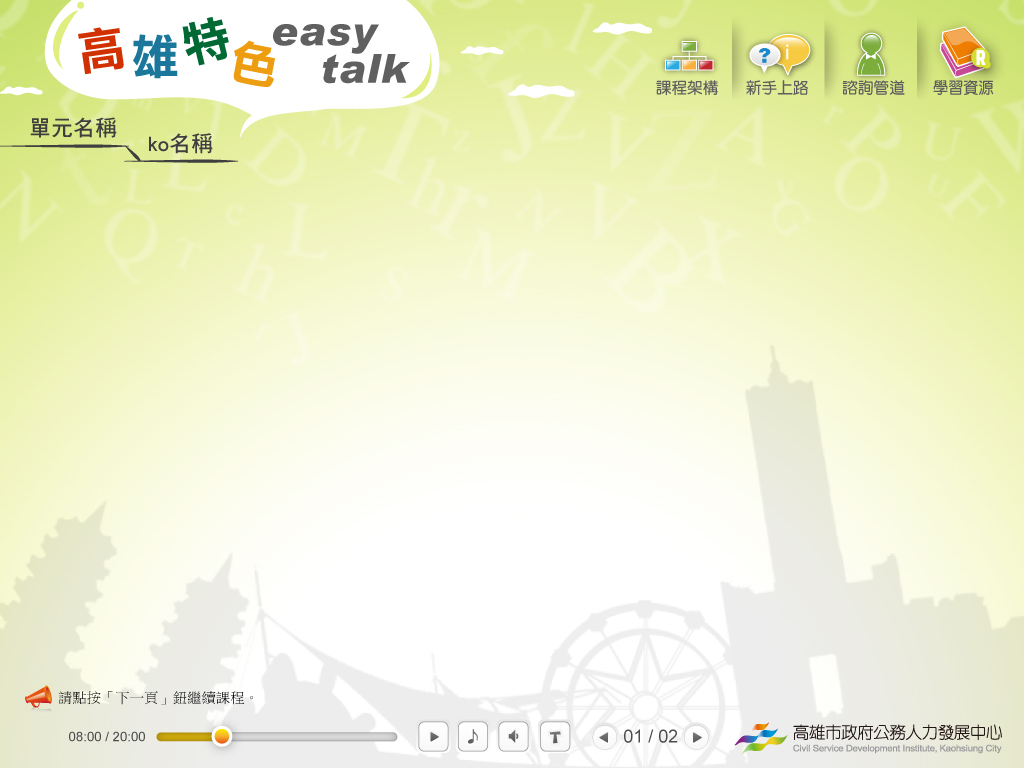 高雄特色 easy talk
課程架構
新手上路
諮詢管道
學習資源
單元名稱
ko名稱
請點按「下一頁」鈕繼續課程。
08:00 / 20:00
01 / 02
高雄市政府公務人力發展中心
Civil Service Development Institute, Kaohsiung City